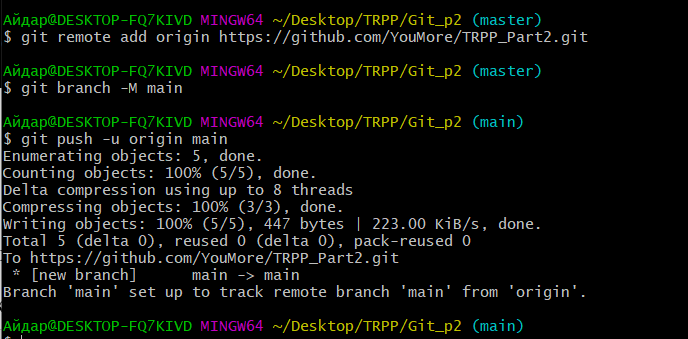 Айдар@DESKTOP-FQ7KIVD MINGW64 ~/Desktop/TRPP/Git_p2 (master)
$ git remote add origin https://github.com/YouMore/TRPP_Part2.git
Айдар@DESKTOP-FQ7KIVD MINGW64 ~/Desktop/TRPP/Git_p2 (master)
$ git branch -M main
Айдар@DESKTOP-FQ7KIVD MINGW64 ~/Desktop/TRPP/Git_p2 (main)
$ git push -u origin main
Enumerating objects: 5, done.
Counting objects: 100% (5/5), done.
Delta compression using up to 8 threads
Compressing objects: 100% (3/3), done.
Writing objects: 100% (5/5), 447 bytes | 223.00 KiB/s, done.
Total 5 (delta 0), reused 0 (delta 0), pack-reused 0
To https://github.com/YouMore/TRPP_Part2.git
 * [new branch]      main -> main
Branch 'main' set up to track remote branch 'main' from 'origin'.
Айдар@DESKTOP-FQ7KIVD MINGW64 ~/Desktop/TRPP/Git_p2 (main)
$